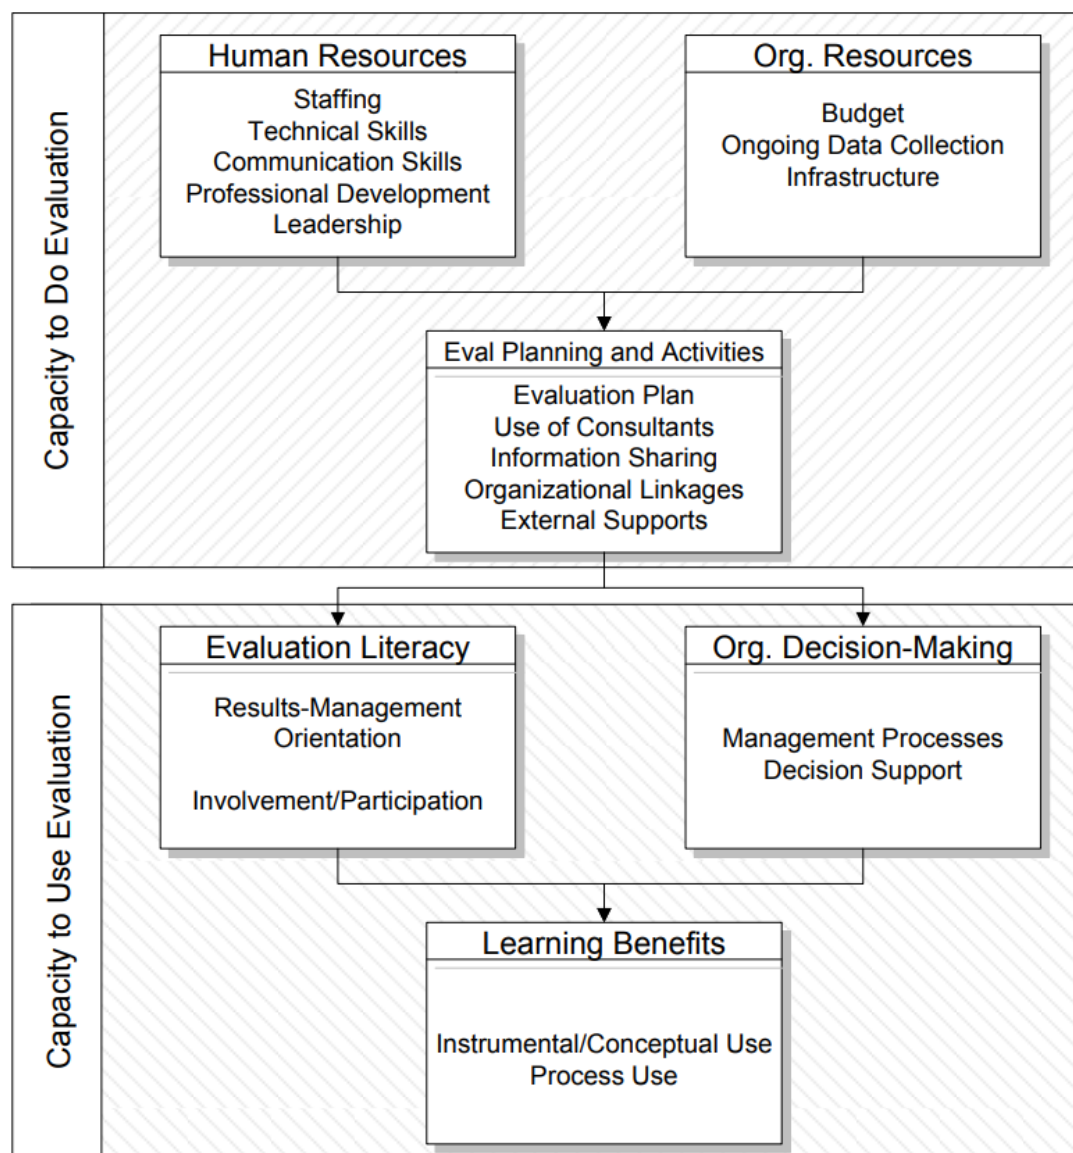 Capacity to Do Evaluation
Human Resources
Staffing
Technical Skills
Communication Skills
Professional Development
Leadership
Org. Resources
Budget
Ongoing Data Collection
Infrastructure
Eval Planning and Activities
Evaluation Plan
Use of Consultants
Information Sharing
Organizational Linkages
External Supports
Capacity to Use Evaluation
Evaluation Literacy
Results-Management
Orientation
Involvement/Participation
Org. Decision-Making
Management Processes
Decision Support
Learning Benefits
Instrumental/Conceptual Use
Process Use